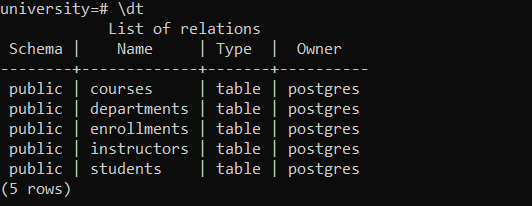 university=# \dt
            List of relations
 Schema |    Name     | Type  |  Owner
--------+-------------+-------+----------
 public | courses     | table | postgres
 public | departments | table | postgres
 public | enrollments | table | postgres
 public | instructors | table | postgres
 public | students    | table | postgres
(5 rows)